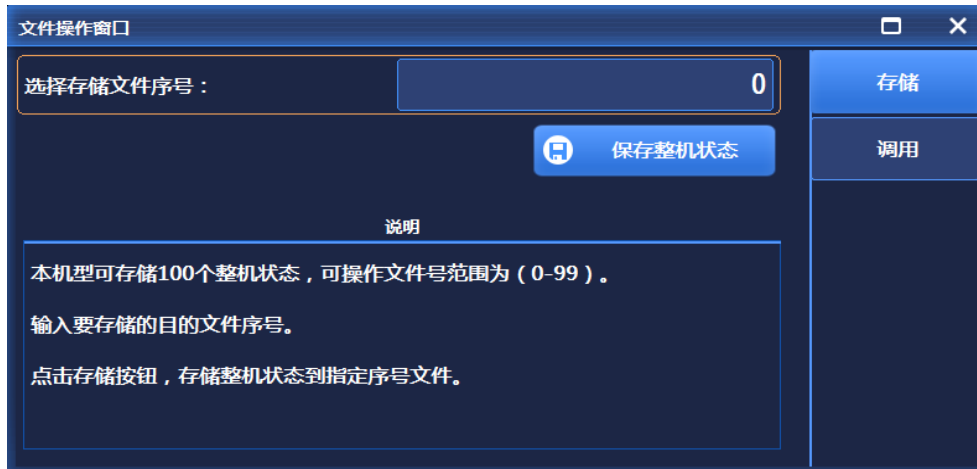 文件操作窗口
选择存储文件序号：
0
存储
保存整机状态
调用
说明
本机型可存储100个整机状态，可操作文件号范围为（0-99）。
输入要存储的目的文件序号。
点击存储按钮，存储整机状态到指定序号文件。